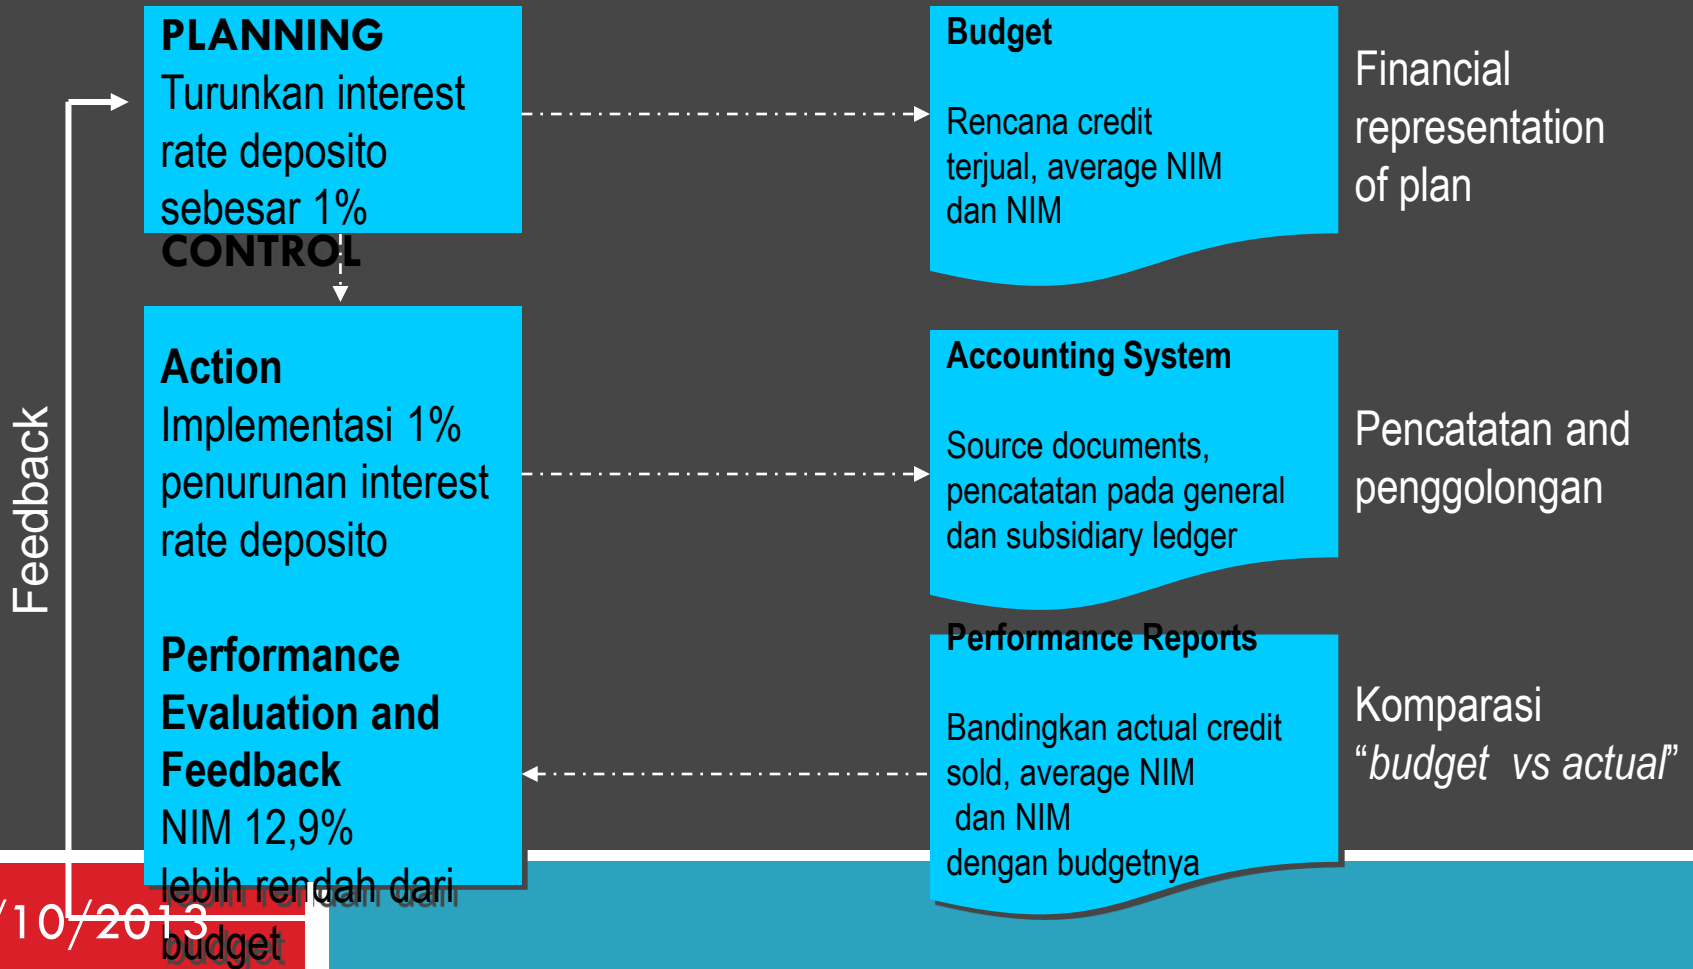 PLANNING
Turunkan interest
rate deposito
sebesar 1%
CONTROL
Action
Implementasi 1%
penurunan interest
rate deposito
Performance
Evaluation and
Feedback
NIM 12,9%
lebih rendah dari
budget
Budget
Rencana credit
terjual, average NIM
dan NIM
Financial
representation
of plan
Accounting System
Source documents,
pencatatan pada general
dan subsidiary ledger
Pencatatan and
penggolongan
Performance Reports
Bandingkan actual credit
sold, average NIM
dan NIM
dengan budgetnya
Komparasi
“budget vs actual”
Feedback
/10/2013